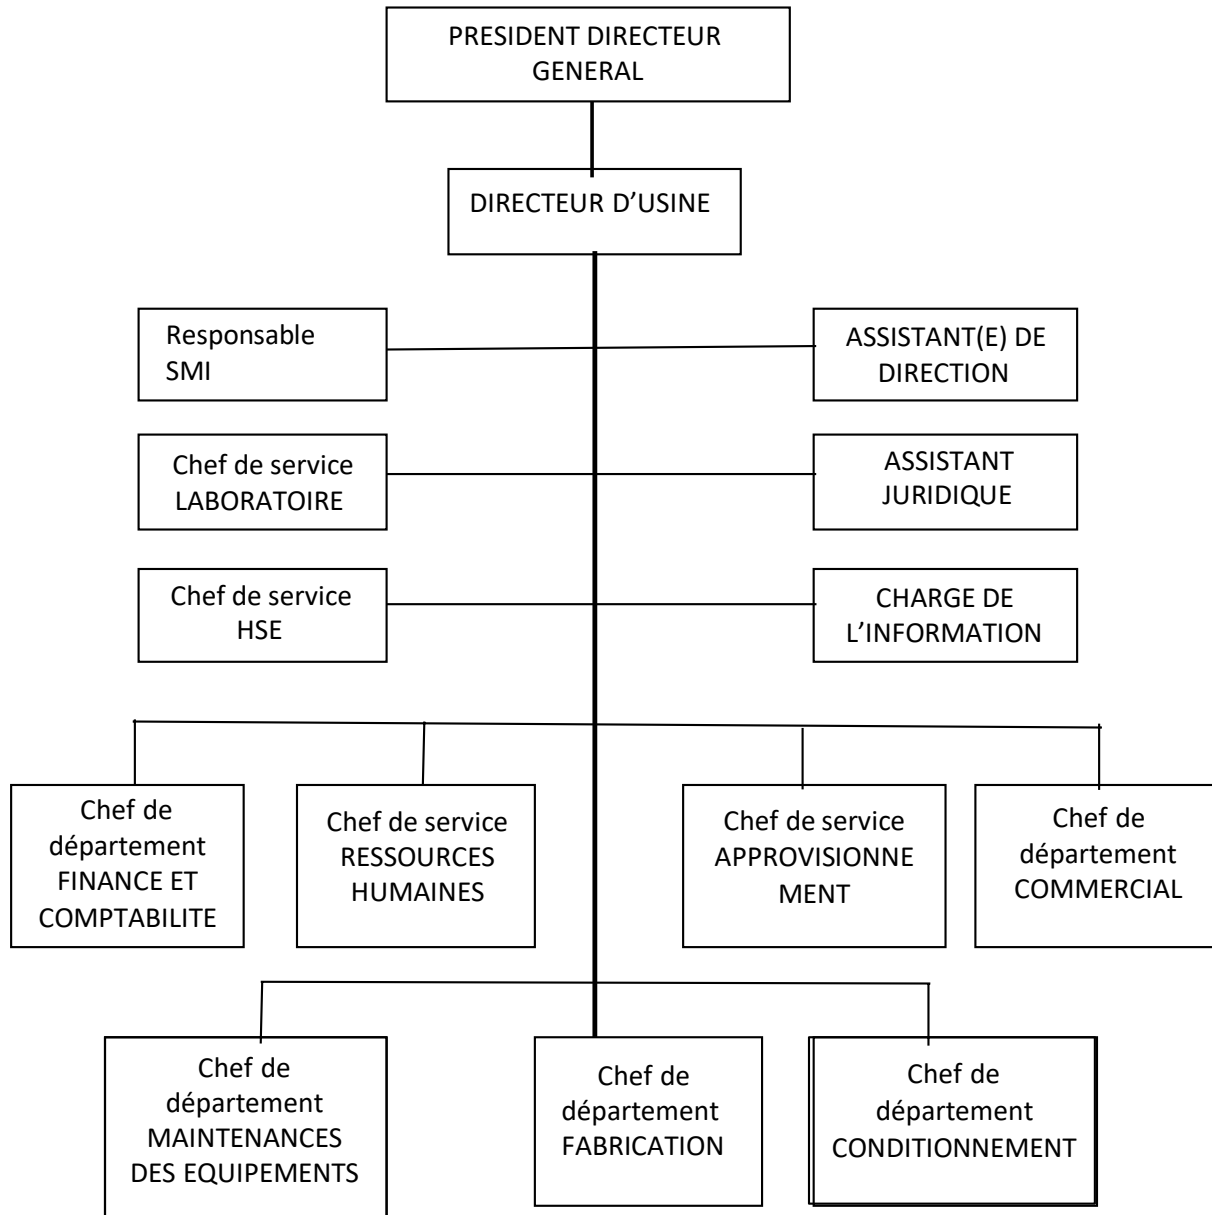 PRESIDENT DIRECTEUR
GENERAL
DIRECTEUR D’USINE
Responsable
SMI
ASSISTANT(E) DE
DIRECTION
Chef de service
LABORATOIRE
ASSISTANT
JURIDIQUE
Chef de service
HSE
CHARGE DE
L’INFORMATION
Chef de
département
FINANCE ET
COMPTABILITE
Chef de service
RESSOURCES
HUMAINES
Chef de service
APPROVISIONNE
MENT
Chef de
département
COMMERCIAL
Chef de
département
MAINTENANCES
DES EQUIPEMENTS
Chef de
département
FABRICATION
Chef de
département
CONDITIONNEMENT